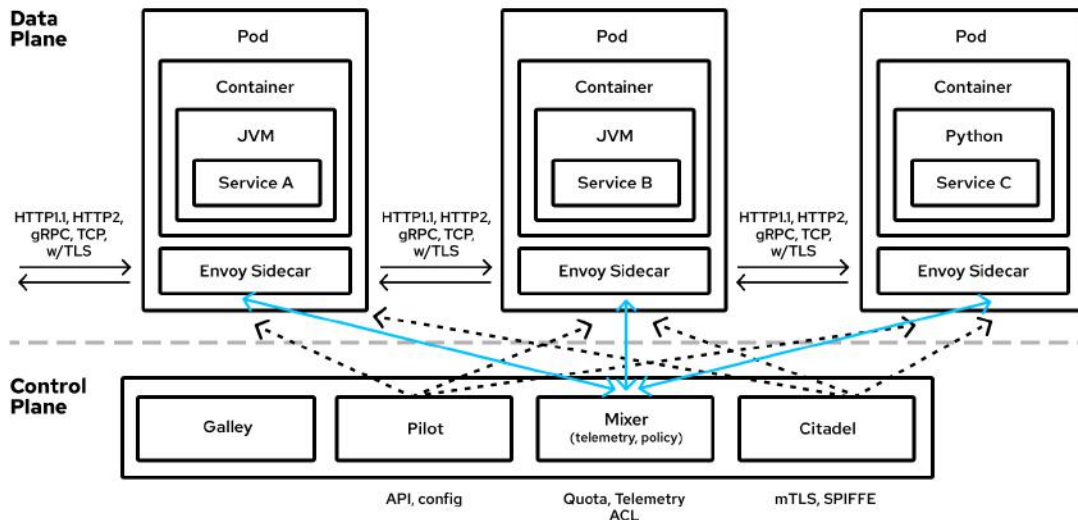 Data
Plane
Pod
Container
JVM
Service A
Envoy Sidecar
Pod
Container
JVM
Service B
Envoy Sidecar
Pod
Container
Python
Service C
Envoy Sidecar
HTTP1.1, HTTP2,
gRPC, TCP,
w/TLS
HTTP1.1, HTTP2,
gRPC, TCP,
w/TLS
HTTP1.1, HTTP2,
gRPC, TCP,
w/TLS
Control
Plane
Galley
Pilot
Mixer
(telemetry, policy)
Citadel
API, config
Quota, Telemetry
ACL
mTLS, SPIFFE